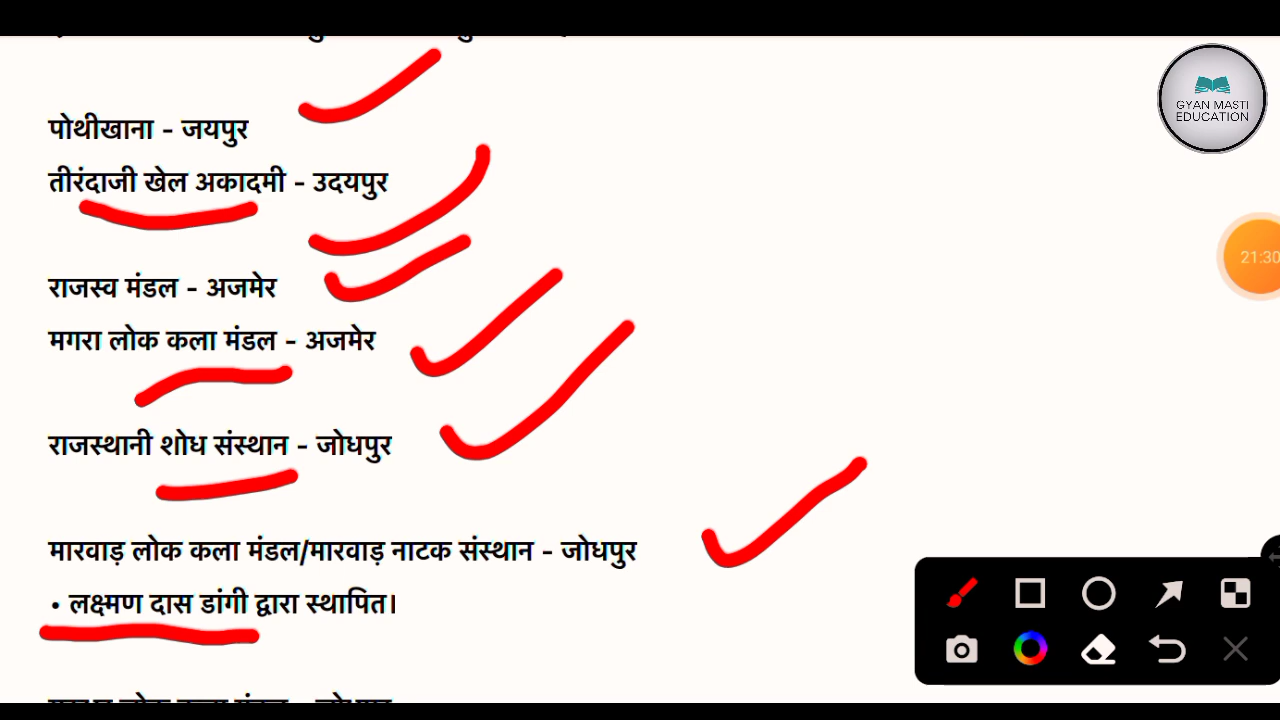 पोथीखाना - जयपुर
तीरंदाजी खेल अकादमी - उदयपुर
राजस्व मंडल - अजमेर
मगरा लोक कला मंडल - अजमेर
राजस्थानी शोध संस्थान - जोधपुर
मारवाड़ लोक कला मंडल/मारवाड़ नाटक संस्थान - जोधपुर
• लक्ष्मण दास डांगी द्वारा स्थापित।
GYAN MASTI
EDUCATION
21:30